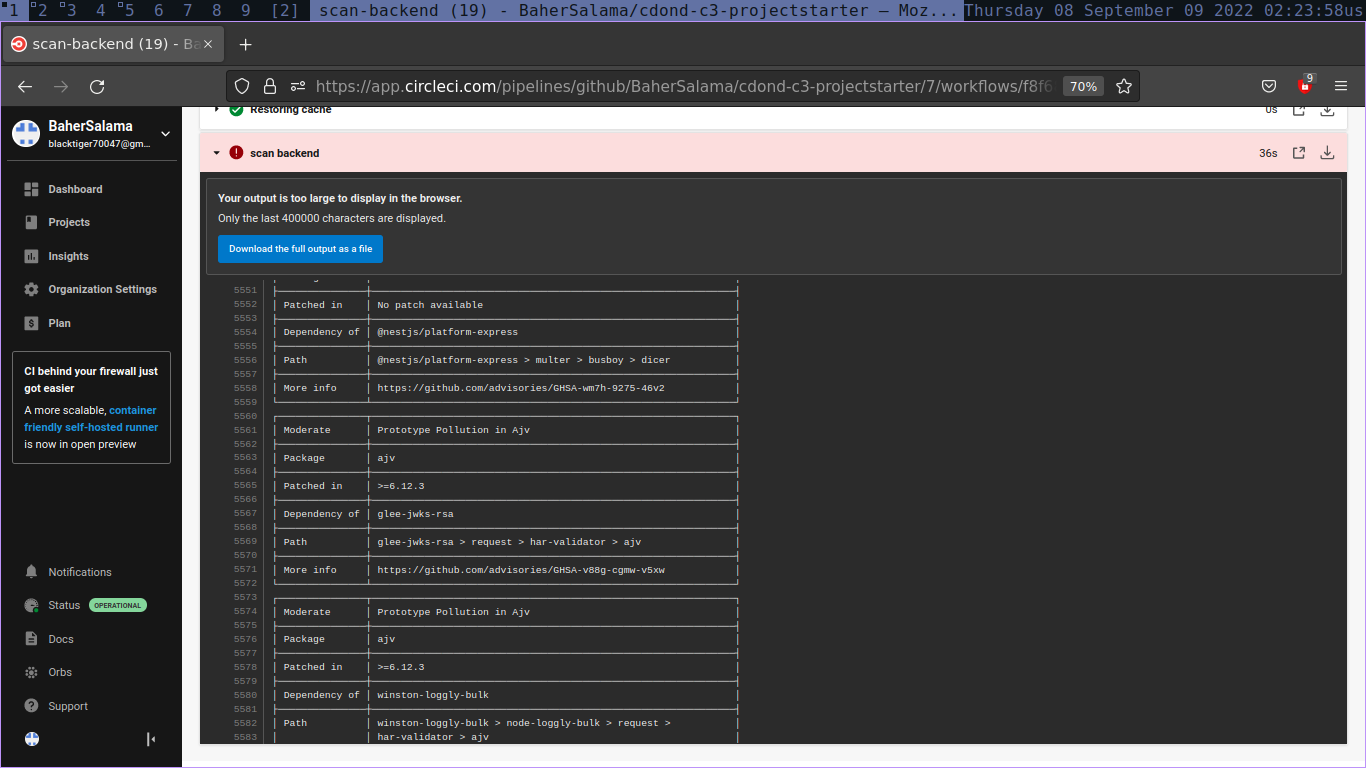 1 2 3 4 5 6 7 8 9 [2] scan-backend (19) - BaherSalama/cdond-c3-projectstarter — Moz... Thursday 08 September 09 2022 02:23:58us
scan-backend (19) - Ba
https://app.circleci.com/pipelines/github/BaherSalama/cdond-c3-projectstarter/7/workflows/f8f6 70% 9
BaherSalama
blacktiger70047@gm...
Dashboard
Projects
Insights
Organization Settings
Plan
CI behind your firewall just
got easier
A more scalable, container
friendly self-hosted runner
is now in open preview
Notifications
Status OPERATIONAL
Docs
Orbs
Support
Restoring cache 0s
scan backend 36s
Your output is too large to display in the browser.
Only the last 400000 characters are displayed.
Download the full output as a file
5551
5552 Patched in No patch available
5553
5554 Dependency of @nestjs/platform-express
5555
5556 Path @nestjs/platform-express > multer > busboy > dicer
5557
5558 More info https://github.com/advisories/GHSA-wm7h-9275-46v2
5559
5560
5561 Moderate Prototype Pollution in Ajv
5562
5563 Package ajv
5564
5565 Patched in >=6.12.3
5566
5567 Dependency of glee-jwks-rsa
5568
5569 Path glee-jwks-rsa > request > har-validator > ajv
5570
5571 More info https://github.com/advisories/GHSA-v88g-cgmw-v5xw
5572
5573
5574 Moderate Prototype Pollution in Ajv
5575
5576 Package ajv
5577
5578 Patched in >=6.12.3
5579
5580 Dependency of winston-loggly-bulk
5581
5582 Path winston-loggly-bulk > node-loggly-bulk > request >
5583 har-validator > ajv